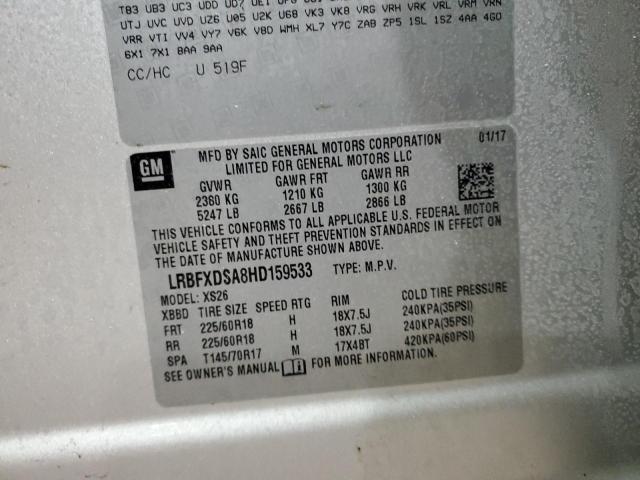 T83 UB3 UC3 UDD UD7 UE1
UTJ UVC UVD UZ6 U05 U2K U68 VK3 VK8 VRG VRH VRK VRL VRM VRN
VRR VTI VV4 VY7 V6K V8D WMH XL7 Y7C ZAB ZP5 1SL 1SZ 4AA 4GO
6X1 7X1 8AA 9AA
CC/HC U 519F
GM
MFD BY SAIC GENERAL MOTORS CORPORATION 01/17
LIMITED FOR GENERAL MOTORS LLC
GVWR GAWR FRT GAWR RR
2380 KG 1210 KG 1300 KG
5247 LB 2667 LB 2866 LB
THIS VEHICLE CONFORMS TO ALL APPLICABLE U.S. FEDERAL MOTOR
VEHICLE SAFETY AND THEFT PREVENTION STANDARDS IN EFFECT ON
THE DATE OF MANUFACTURE SHOWN ABOVE.
LRBFXDSA8HD159533 TYPE: M.P.V.
MODEL: XS26
XBBD TIRE SIZE SPEED RTG RIM COLD TIRE PRESSURE
FRT 225/60R18 H 18X7.5J 240KPA(35PSI)
RR 225/60R18 H 18X7.5J 240KPA(35PSI)
SPA T145/70R17 M 17X4BT 420KPA(60PSI)
SEE OWNER'S MANUAL FOR MORE INFORMATION.